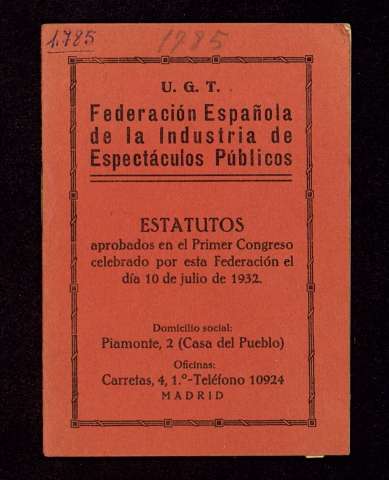 1.785
1785
U. G. T.
Federación Española
de la Industria de
Espectáculos Públicos
ESTATUTOS
aprobados en el Primer Congreso
celebrado por esta Federación el
día 10 de julio de 1932.
Domicilio social:
Piamonte, 2 (Casa del Pueblo)
Oficinas:
Carretas, 4, 1.º-Teléfono 10924
MADRID